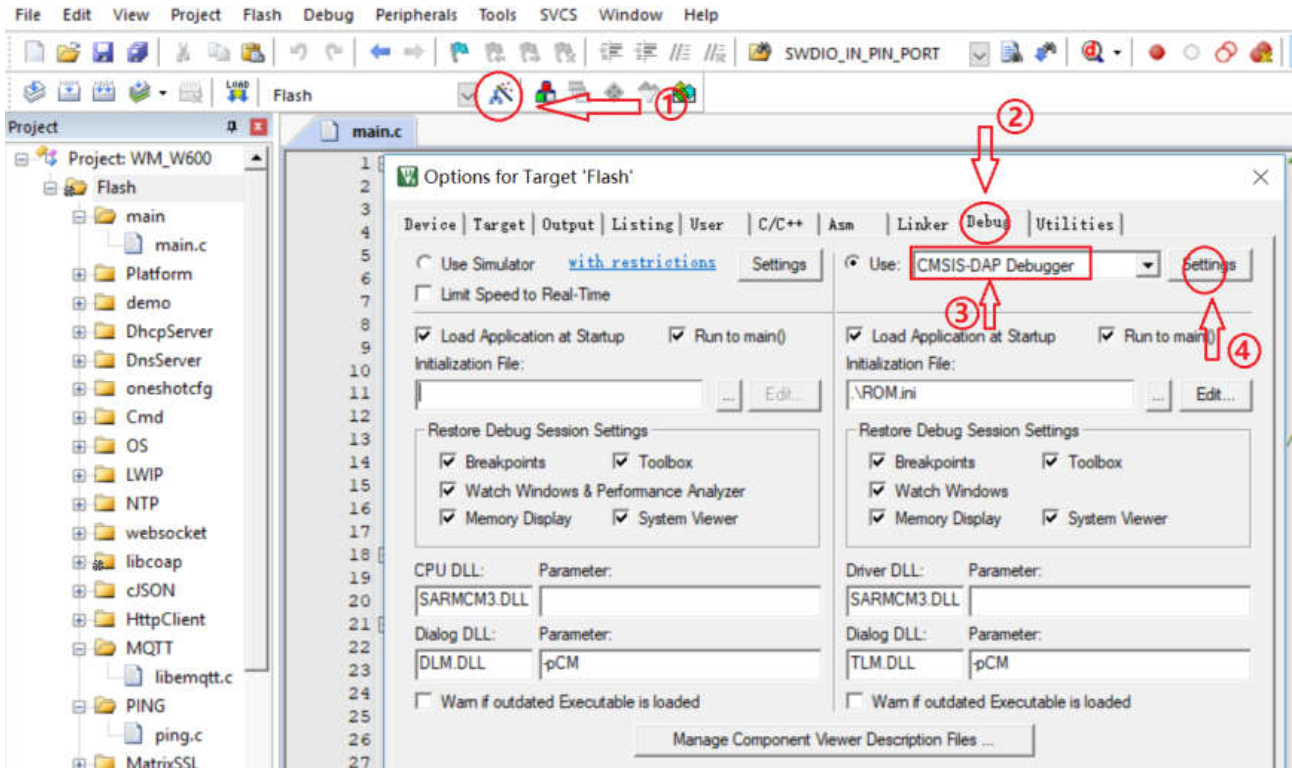 File Edit View Project Flash Debug Peripherals Tools SVCS Window Help
SWDIO_IN_PIN_PORT
LOAD
Flash
①
②
Project
main.c
Project: WM_W600
Flash
main
main.c
Platform
demo
DhcpServer
DnsServer
oneshotcfg
Cmd
OS
LWIP
NTP
websocket
libcoap
cJSON
HttpClient
MQTT
libemqtt.c
PING
ping.c
MatrixSSL
1
2
3
4
5
6
7
8
9
10
11
12
13
14
15
16
17
18
19
20
21
22
23
24
25
26
27
Options for Target 'Flash'
Device Target Output Listing User C/C++ Asm Linker Debug Utilities
Use Simulator with restrictions Settings
Limit Speed to Real-Time
Use: CMSIS-DAP Debugger Settings
③
④
Load Application at Startup Run to main()
Initialization File:
... Edit...
Load Application at Startup Run to main()
Initialization File:
.\ROM.ini ... Edit...
Restore Debug Session Settings
Breakpoints Toolbox
Watch Windows & Performance Analyzer
Memory Display System Viewer
Restore Debug Session Settings
Breakpoints Toolbox
Watch Windows
Memory Display System Viewer
CPU DLL: Parameter:
SARMCM3.DLL
Dialog DLL: Parameter:
DLM.DLL -pCM
Driver DLL: Parameter:
SARMCM3.DLL
Dialog DLL: Parameter:
TLM.DLL -pCM
Warn if outdated Executable is loaded
Warn if outdated Executable is loaded
Manage Component Viewer Description Files ...